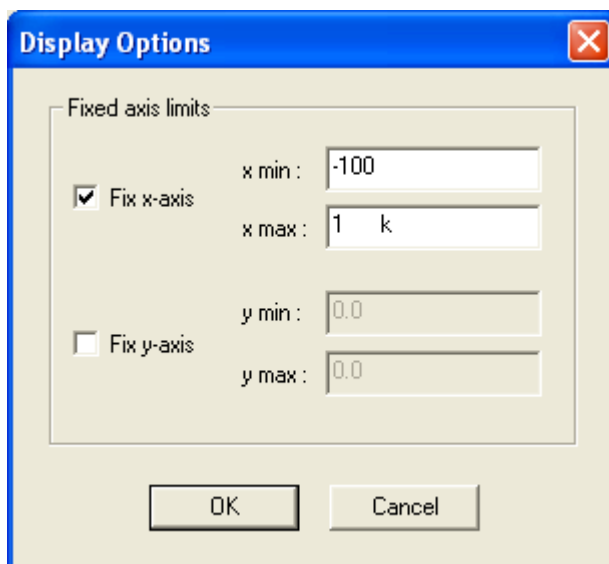 Display Options
Fixed axis limits
Fix x-axis
x min :
-100
x max :
1 k
Fix y-axis
y min :
0.0
y max :
0.0
OK
Cancel